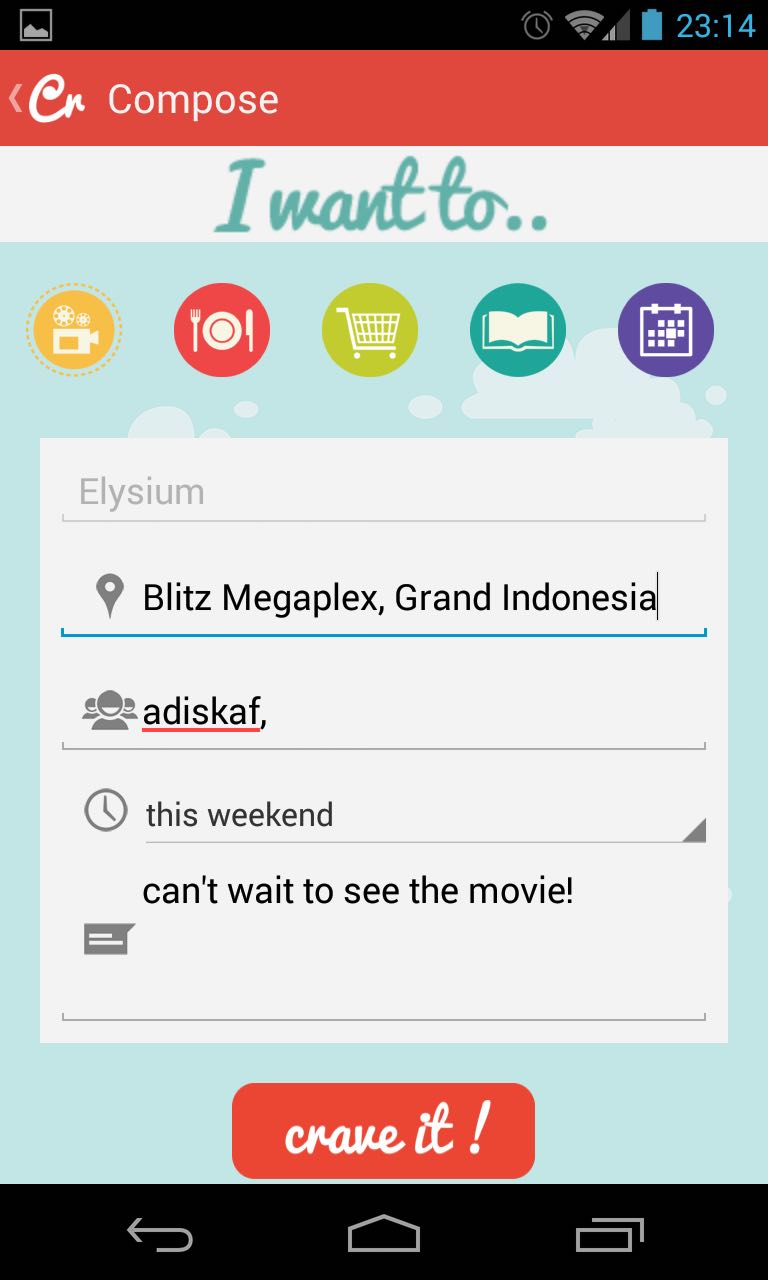 23:14
Cr Compose
I want to..
Elysium
Blitz Megaplex, Grand Indonesia
adiskaf,
this weekend
can't wait to see the movie!
crave it !